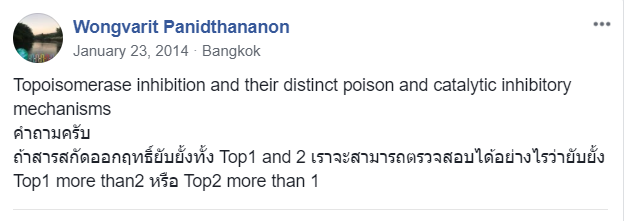 Wongvarit Panidthananon
January 23, 2014 · Bangkok
Topoisomerase inhibition and their distinct poison and catalytic inhibitory
mechanisms
คำถามครับ
ถ้าสารสกัดออกฤทธิ์ยับยั้งทั้ง Top1 and 2 เราจะสามารถตรวจสอบได้อย่างไรว่ายับยั้ง
Top1 more than2 หรือ Top2 more than 1